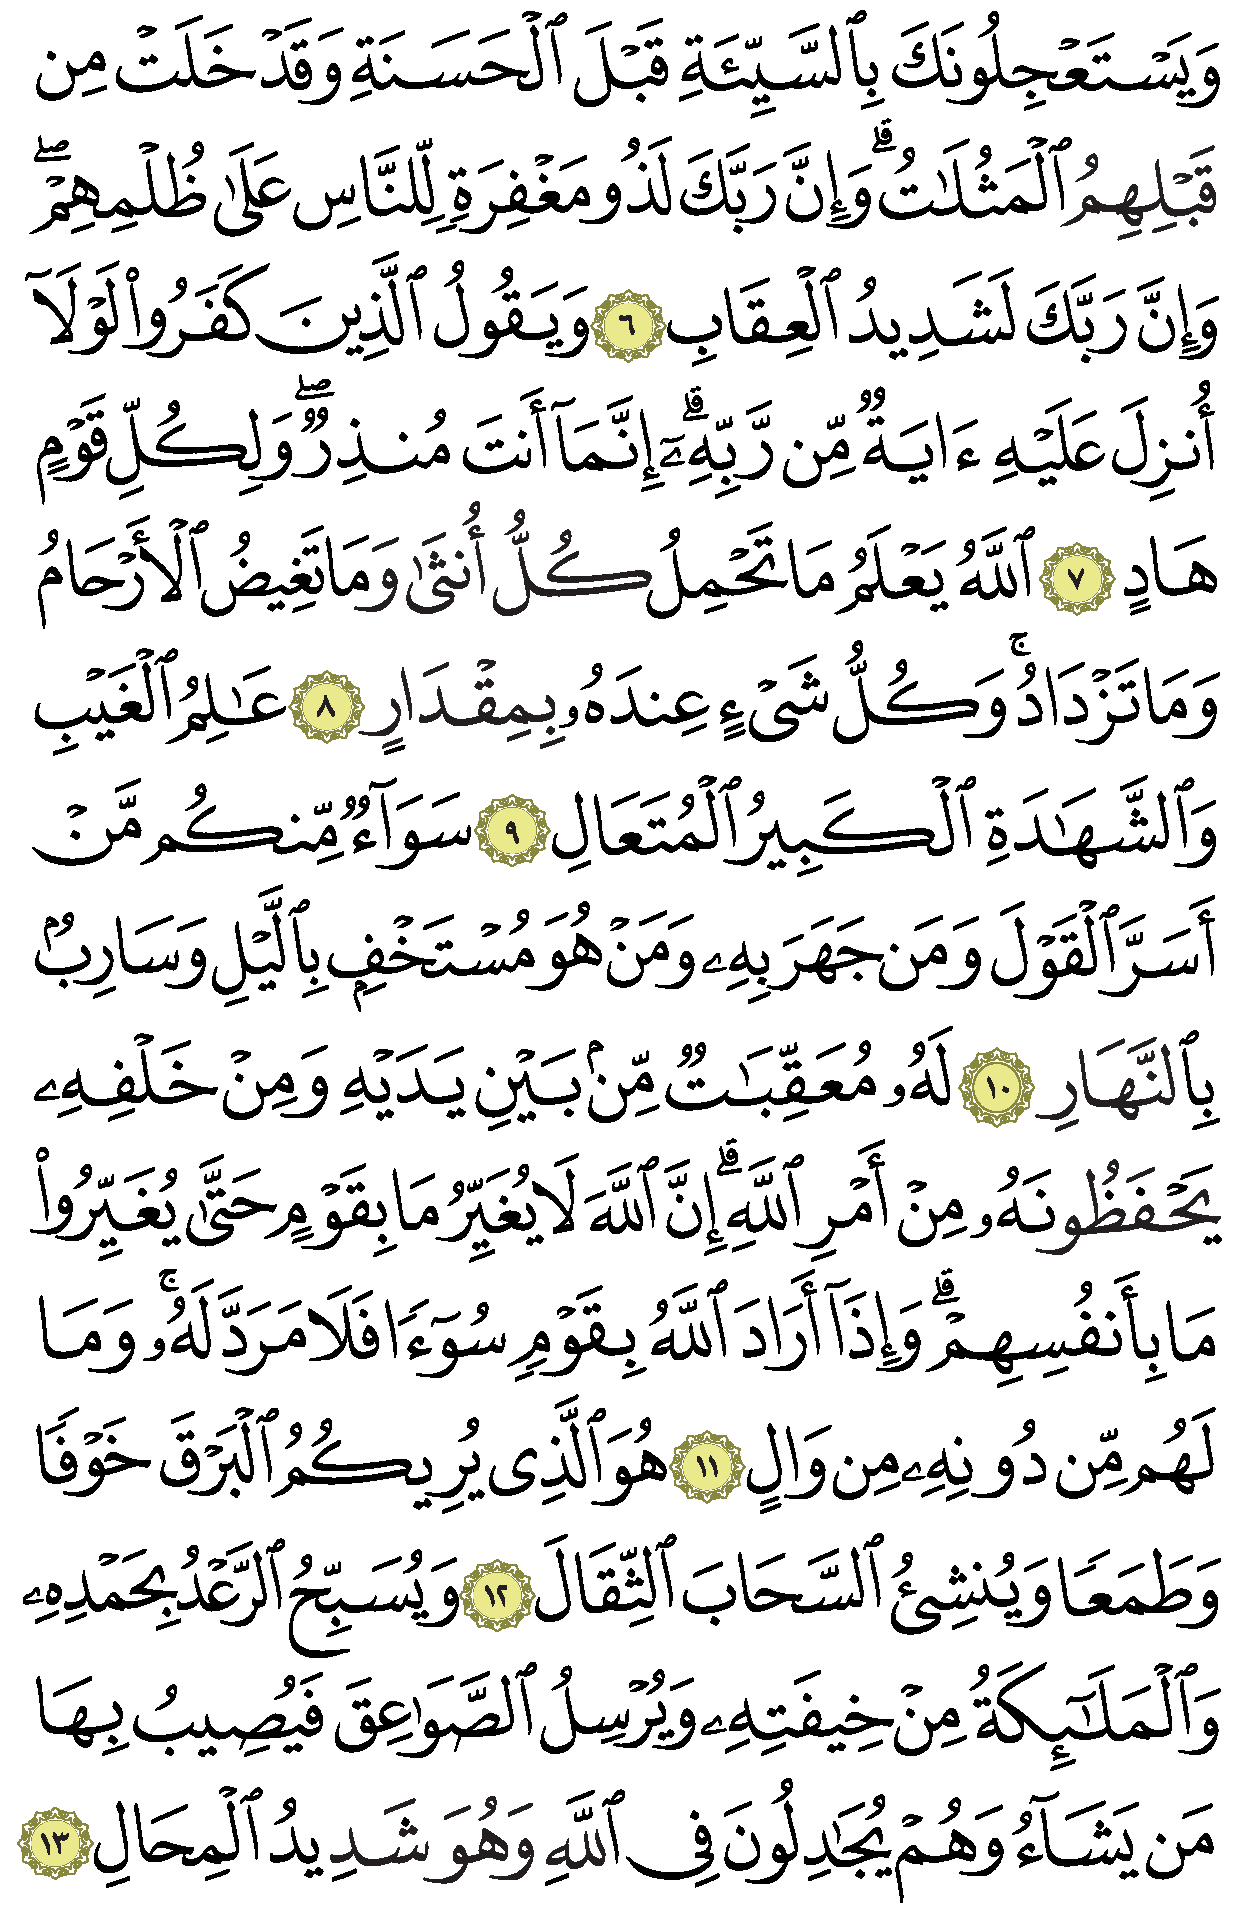 وَيَسۡتَعۡجِلُونَكَ بِٱلسَّيِّئَةِ قَبۡلَ ٱلۡحَسَنَةِ وَقَدۡ خَلَتۡ مِن
قَبۡلِهِمُ ٱلۡمَثُلَٰتُۗ وَإِنَّ رَبَّكَ لَذُو مَغۡفِرَةٖ لِّلنَّاسِ عَلَىٰ ظُلۡمِهِمۡۖ
وَإِنَّ رَبَّكَ لَشَدِيدُ ٱلۡعِقَابِ ٦ وَيَقُولُ ٱلَّذِينَ كَفَرُواْ لَوۡلَآ
أُنزِلَ عَلَيۡهِ ءَايَةٞ مِّن رَّبِّهِۦٓۗ إِنَّمَآ أَنتَ مُنذِرٞۖ وَلِكُلِّ قَوۡمٍ
هَادٍ ٧ ٱللَّهُ يَعۡلَمُ مَا تَحۡمِلُ كُلُّ أُنثَىٰ وَمَا تَغِيضُ ٱلۡأَرۡحَامُ
وَمَا تَزۡدَادُۚ وَكُلُّ شَيۡءٍ عِندَهُۥ بِمِقۡدَارٍ ٨ عَٰلِمُ ٱلۡغَيۡبِ
وَٱلشَّهَٰدَةِ ٱلۡكَبِيرُ ٱلۡمُتَعَالِ ٩ سَوَآءٞ مِّنكُم مَّنۡ
أَسَرَّ ٱلۡقَوۡلَ وَمَن جَهَرَ بِهِۦ وَمَنۡ هُوَ مُسۡتَخۡفِۭ بِٱلَّيۡلِ وَسَارِبُۢ
بِٱلنَّهَارِ ١٠ لَهُۥ مُعَقِّبَٰتٞ مِّنۢ بَيۡنِ يَدَيۡهِ وَمِنۡ خَلۡفِهِۦ
يَحۡفَظُونَهُۥ مِنۡ أَمۡرِ ٱللَّهِۗ إِنَّ ٱللَّهَ لَا يُغَيِّرُ مَا بِقَوۡمٍ حَتَّىٰ يُغَيِّرُواْ
مَا بِأَنفُسِهِمۡۗ وَإِذَآ أَرَادَ ٱللَّهُ بِقَوۡمٖ سُوٓءٗا فَلَا مَرَدَّ لَهُۥۚ وَمَا
لَهُم مِّن دُونِهِۦ مِن وَالٍ ١١ هُوَ ٱلَّذِي يُرِيكُمُ ٱلۡبَرۡقَ خَوۡفٗا
وَطَمَعٗا وَيُنشِئُ ٱلسَّحَابَ ٱلثِّقَالَ ١٢ وَيُسَبِّحُ ٱلرَّعۡدُ بِحَمۡدِهِۦ
وَٱلۡمَلَٰٓئِكَةُ مِنۡ خِيفَتِهِۦ وَيُرۡسِلُ ٱلصَّوَٰعِقَ فَيُصِيبُ بِهَا
مَن يَشَآءُ وَهُمۡ يُجَٰدِلُونَ فِي ٱللَّهِ وَهُوَ شَدِيدُ ٱلۡمِحَالِ ١٣